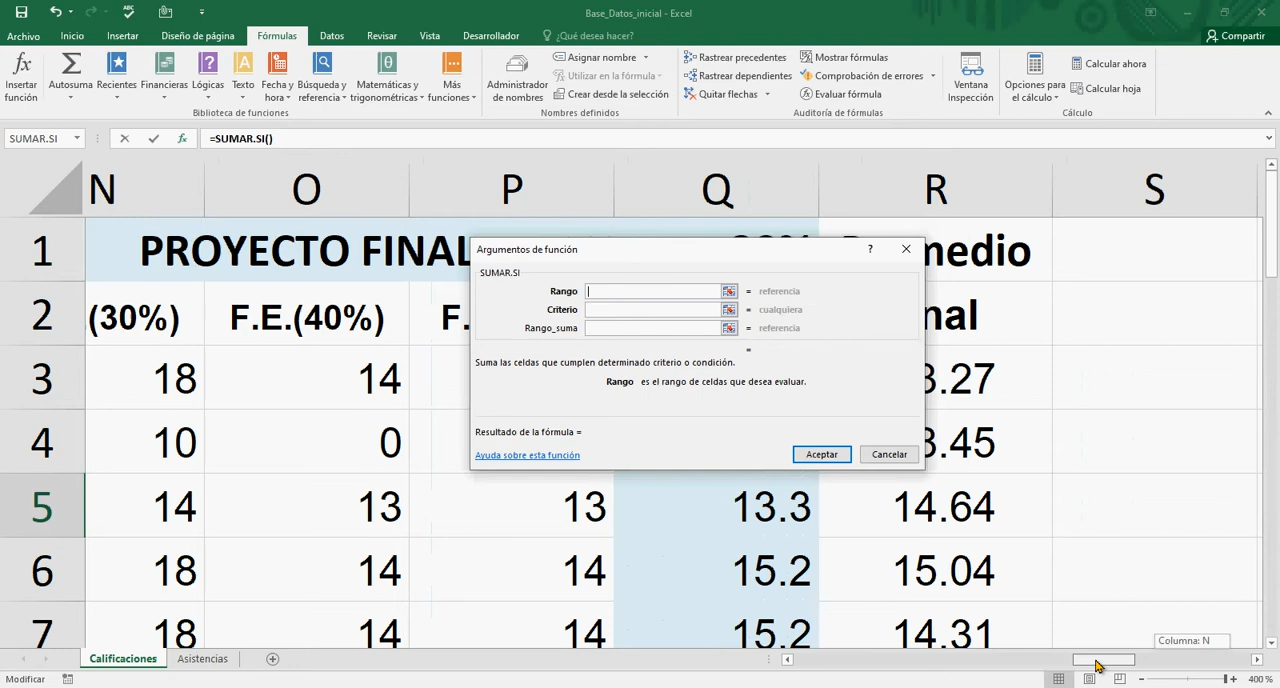 Base_Datos_inicial - Excel
Archivo Inicio Insertar Diseño de página Fórmulas Datos Revisar Vista Desarrollador ¿Qué desea hacer? Compartir
Insertar función
Autosuma
Recientes
Financieras
Lógicas
Texto
Fecha y hora
Búsqueda y referencia
Matemáticas y trigonométricas
Más funciones
Biblioteca de funciones
Administrador de nombres
Asignar nombre
Utilizar en la fórmula
Crear desde la selección
Nombres definidos
Rastrear precedentes
Rastrear dependientes
Quitar flechas
Mostrar fórmulas
Comprobación de errores
Evaluar fórmula
Auditoría de fórmulas
Ventana Inspección
Opciones para el cálculo
Calcular ahora
Calcular hoja
Cálculo
SUMAR.SI fx =SUMAR.SI()
N O P Q R S
1 PROYECTO FINAL
2 (30%) F.E.(40%)
3 18 14
4 10 0
5 14 13 13 13.3 14.64
6 18 14 14 15.2 15.04
7 18 14 14 15.2 14.31
Argumentos de función ?
SUMAR.SI
Rango = referencia
Criterio = cualquiera
Rango_suma = referencia
=
Suma las celdas que cumplen determinado criterio o condición.
Rango es el rango de celdas que desea evaluar.
Resultado de la fórmula =
Ayuda sobre esta función
Aceptar Cancelar
Columna: N
Calificaciones Asistencias
Modificar 400 %